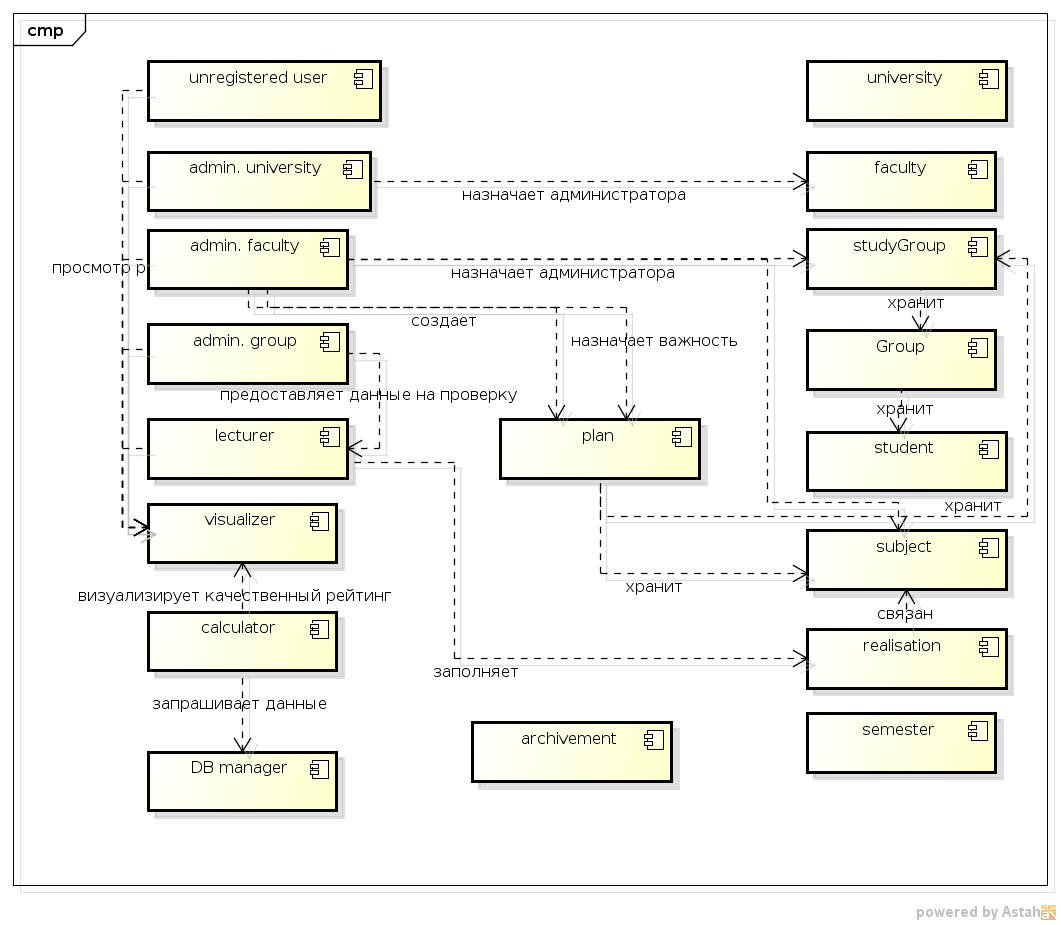 cmp
unregistered user
university
admin. university
faculty
назначает администратора
admin. faculty
studyGroup
просмотр р
назначает администратора
хранит
создает
admin. group
назначает важность
Group
предоставляет данные на проверку
хранит
lecturer
plan
student
хранит
visualizer
subject
хранит
визуализирует качественный рейтинг
связан
calculator
realisation
заполняет
запрашивает данные
semester
archivement
DB manager
powered by Astah